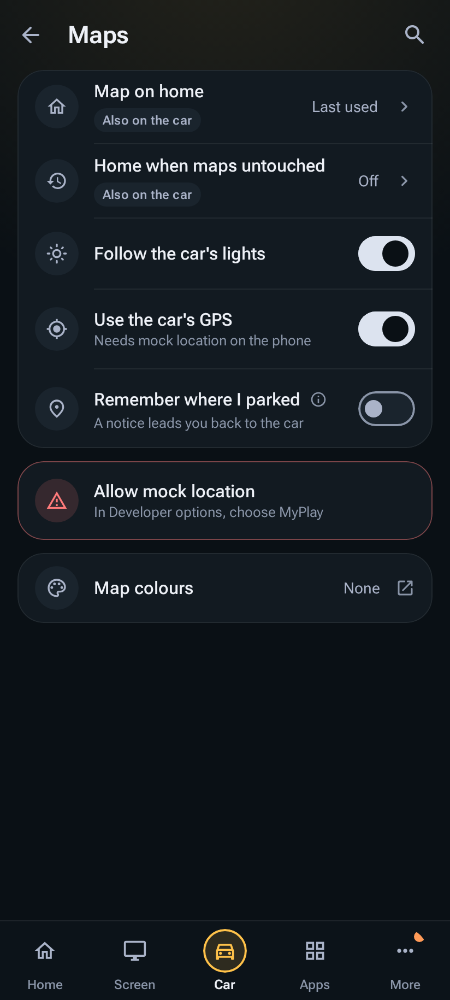 Maps
Map on home
Also on the car
Last used
Home when maps untouched
Also on the car
Off
Follow the car's lights
Use the car's GPS
Needs mock location on the phone
Remember where I parked
A notice leads you back to the car
Allow mock location
In Developer options, choose MyPlay
Map colours
None
Home
Screen
Car
Apps
More